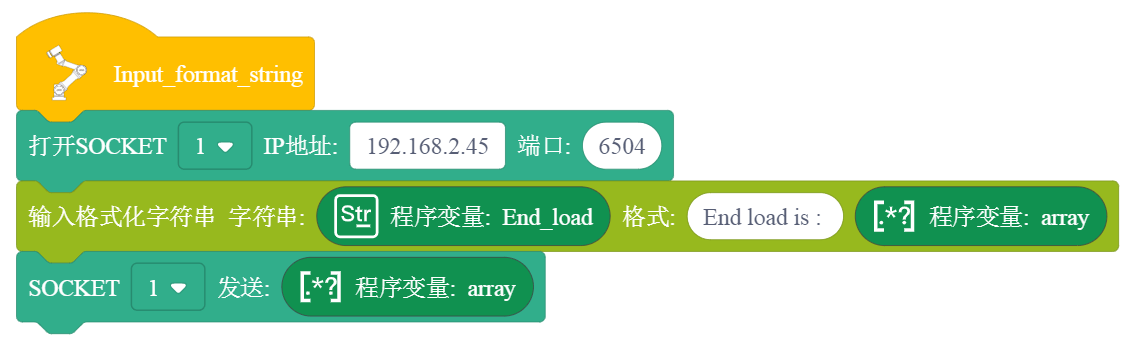 Input_format_string
打开SOCKET 1 IP地址: 192.168.2.45 端口: 6504
输入格式化字符串 字符串: Str 程序变量: End_load 格式: End load is : [.*?] 程序变量: array
SOCKET 1 发送: [.*?] 程序变量: array